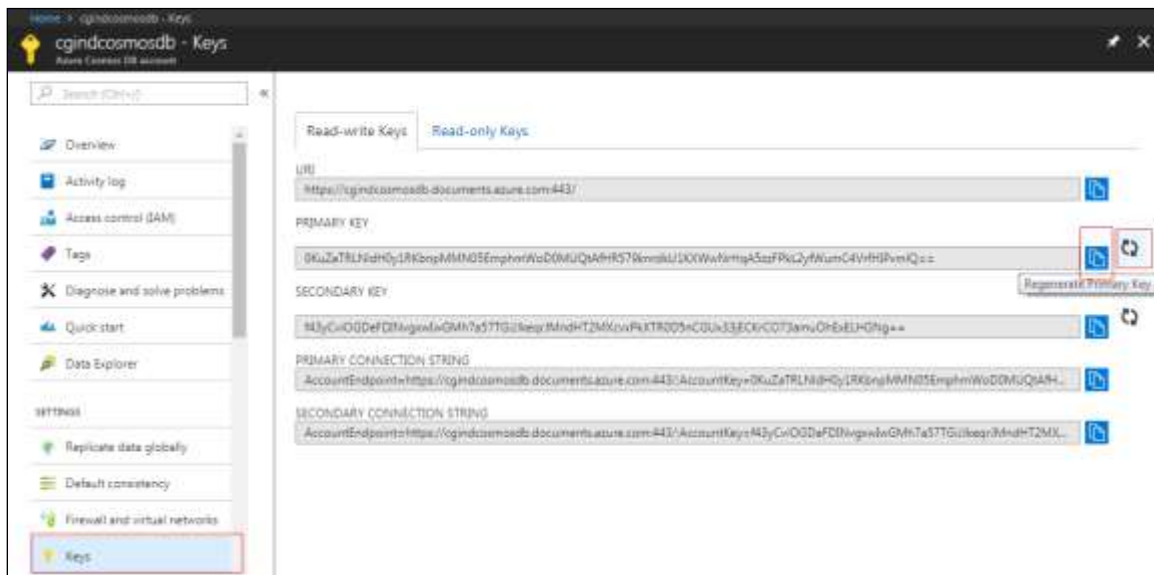 Home > cgindcosmosdb - Keys
cgindcosmosdb - Keys
Azure Cosmos DB account
Search (Ctrl+/)
Overview
Activity log
Access control (IAM)
Tags
Diagnose and solve problems
Quick start
Data Explorer
SETTINGS
Replicate data globally
Default consistency
Firewall and virtual networks
Keys
Read-write Keys Read-only Keys
URI
https://cgindcosmosdb.documents.azure.com:443/
PRIMARY KEY
Regenerate Primary Key
SECONDARY KEY
PRIMARY CONNECTION STRING
AccountEndpoint=https://cgindcosmosdb.documents.azure.com:443/;
SECONDARY CONNECTION STRING
AccountEndpoint=https://cgindcosmosdb.documents.azure.com:443/;